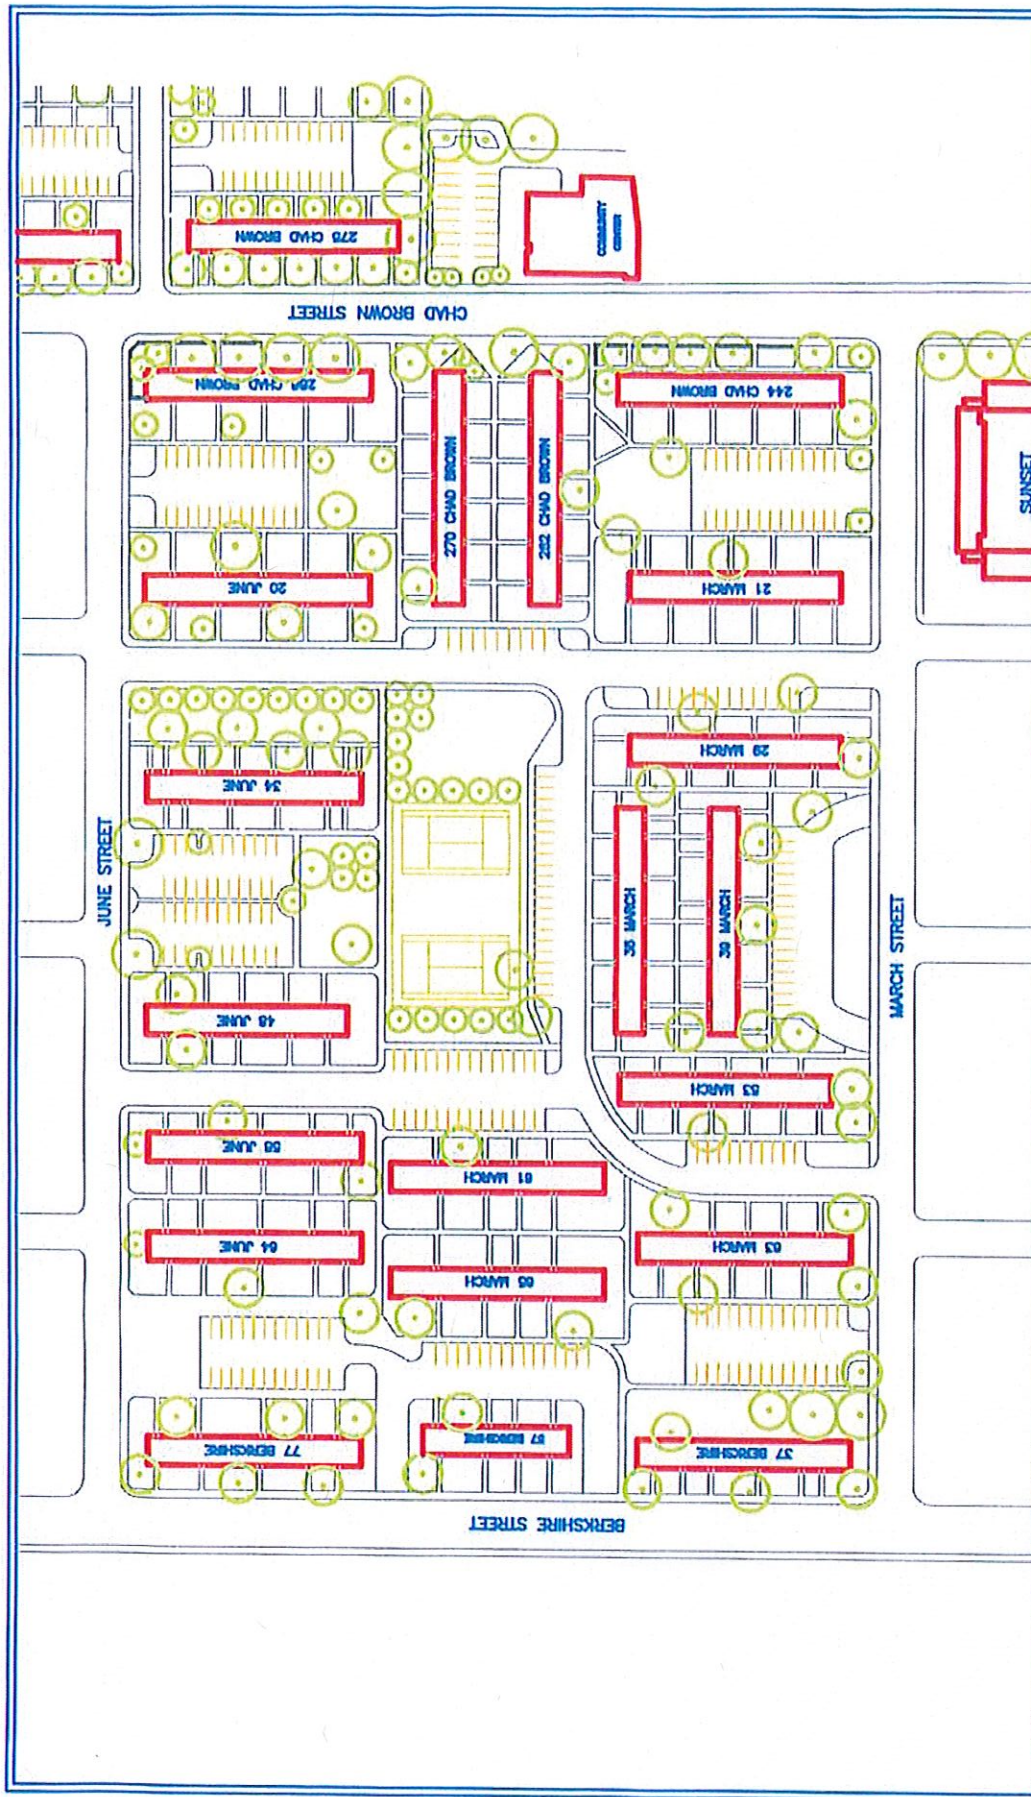 COMMUNITY
CENTER
275 CHAD BROWN
CHAD BROWN STREET
CHAD BROWN
270 CHAD BROWN
262 CHAD BROWN
244 CHAD BROWN
SUNSET
20 JUNE
21 MARCH
JUNE STREET
34 JUNE
29 MARCH
35 MARCH
39 MARCH
MARCH STREET
48 JUNE
53 MARCH
58 JUNE
61 MARCH
64 JUNE
63 MARCH
65 MARCH
77 BERKSHIRE
57 BERKSHIRE
37 BERKSHIRE
BERKSHIRE STREET